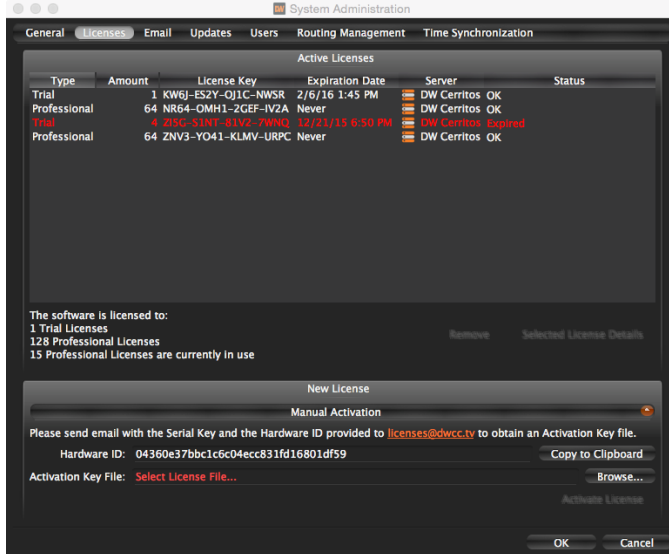 DW System Administration
General Licenses Email Updates Users Routing Management Time Synchronization
Active Licenses
Type Amount License Key Expiration Date Server Status
Trial 1 KW6J-ES2Y-OJ1C-NWSR 2/6/16 1:45 PM DW Cerritos OK
Professional 64 NR64-OMH1-2GEF-IV2A Never DW Cerritos OK
Trial 4 ZISG-S1NT-81V2-7WNQ 12/21/15 6:50 PM DW Cerritos Expired
Professional 64 ZNV3-YO41-KLMV-URPC Never DW Cerritos OK
The software is licensed to:
1 Trial Licenses
128 Professional Licenses
15 Professional Licenses are currently in use
Remove Selected License Details
New License
Manual Activation
Please send email with the Serial Key and the Hardware ID provided to licenses@dwcc.tv to obtain an Activation Key file.
Hardware ID: 04360e37bbc1c6c04ecc831fd16801df59 Copy to Clipboard
Activation Key File: Select License File... Browse...
Activate License
OK Cancel